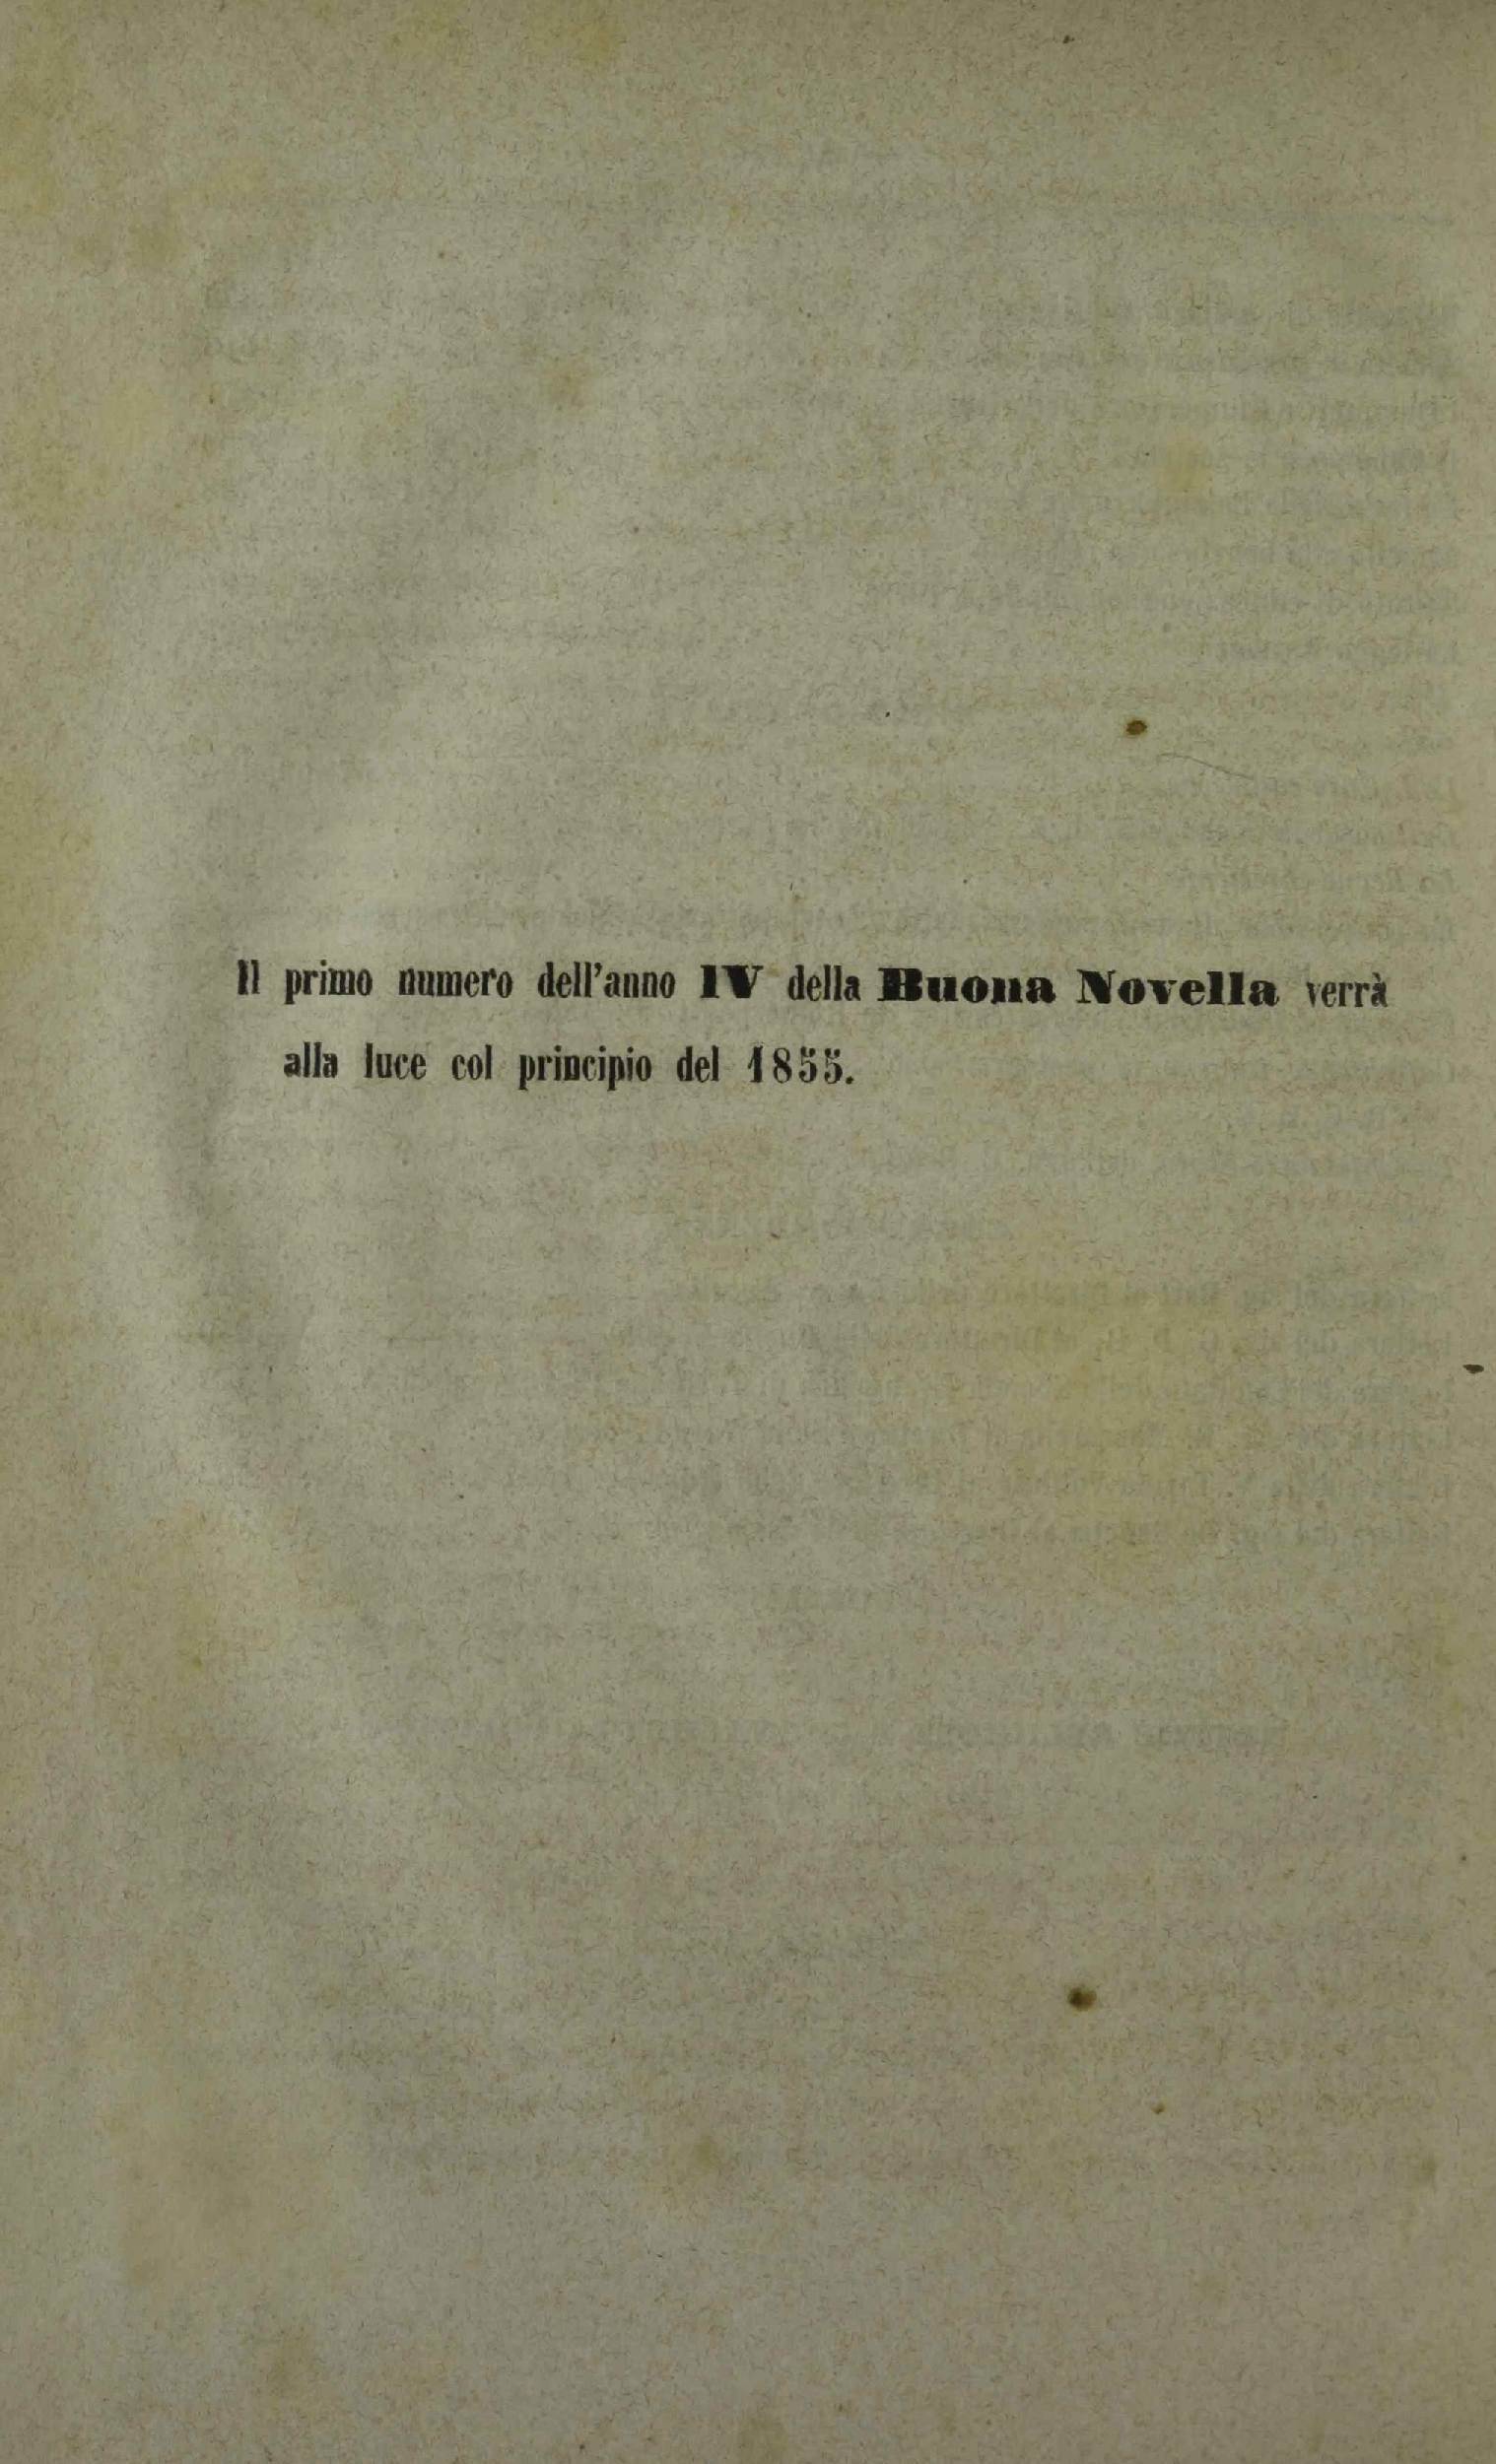 Il primo numero dell'anno IV della Buona Novella verrà
alla luce col principio del 1855.